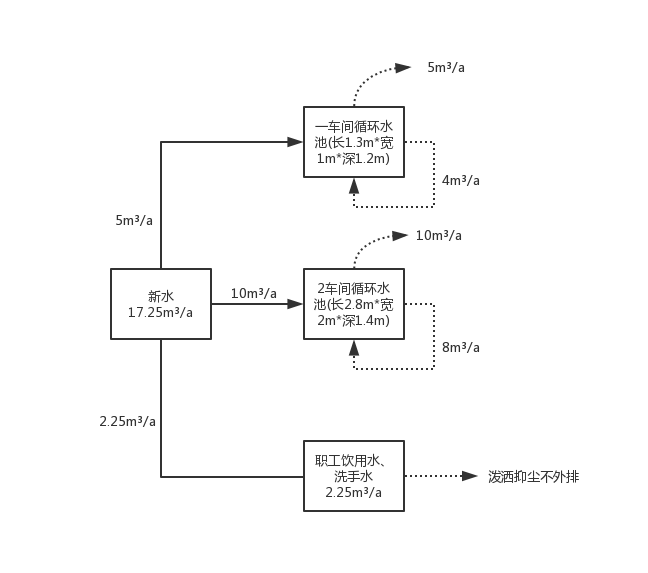 5m³/a
一车间循环水
池(长1.3m*宽
1m*深1.2m)
4m³/a
5m³/a
10m³/a
新水
17.25m³/a
10m³/a
2车间循环水
池(长2.8m*宽
2m*深1.4m)
8m³/a
2.25m³/a
职工饮用水、
洗手水
2.25m³/a
泼洒抑尘不外排